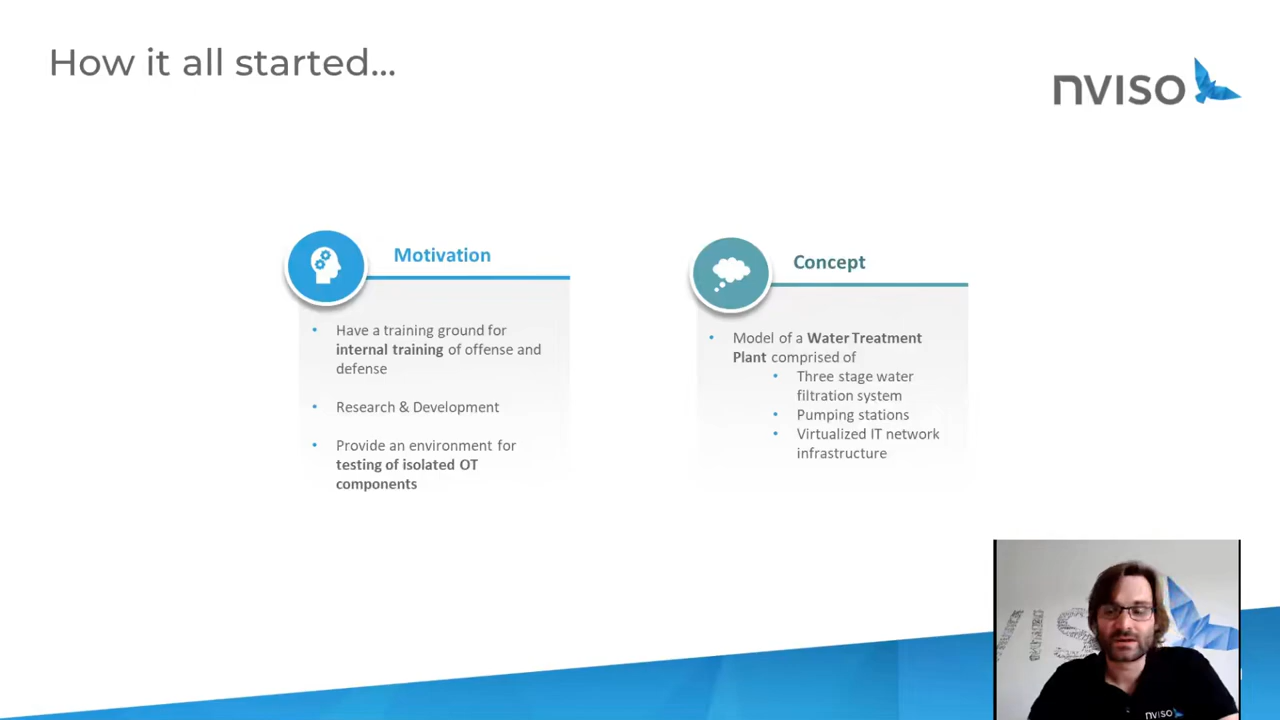 How it all started...
nviso
Motivation
Have a training ground for
internal training of offense and
defense
Research & Development
Provide an environment for
testing of isolated OT
components
Concept
Model of a Water Treatment
Plant comprised of
Three stage water
filtration system
Pumping stations
Virtualized IT network
infrastructure
VIS
nviso